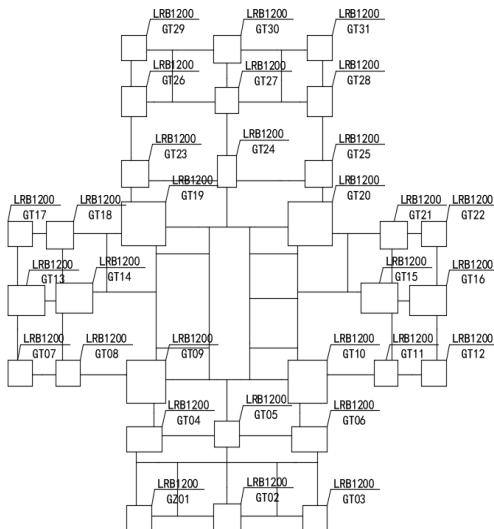 LRB1200
GT29
LRB1200
GT30
LRB1200
GT31
LRB1200
GT26
LRB1200
GT27
LRB1200
GT28
LRB1200
GT23
LRB1200
GT24
LRB1200
GT25
LRB1200
GT19
LRB1200
GT20
LRB1200
GT17
LRB1200
GT18
LRB1200
GT21
LRB1200
GT22
LRB1200
GT13
LRB1200
GT14
LRB1200
GT15
LRB1200
GT16
LRB1200
GT07
LRB1200
GT08
LRB1200
GT09
LRB1200
GT10
LRB1200
GT11
LRB1200
GT12
LRB1200
GT04
LRB1200
GT05
LRB1200
GT06
LRB1200
GZ01
LRB1200
GT02
LRB1200
GT03